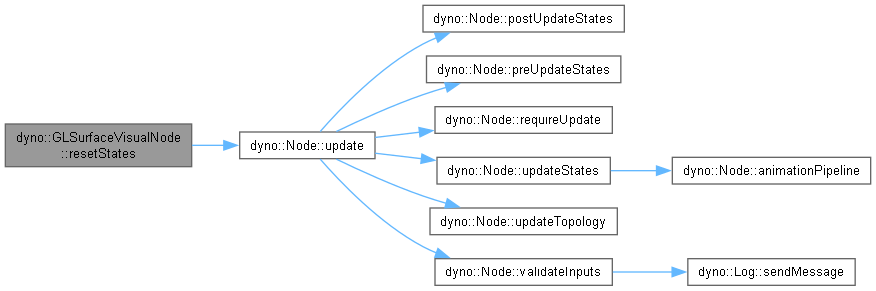 dyno::GLSurfaceVisualNode
::resetStates
dyno::Node::update
dyno::Node::postUpdateStates
dyno::Node::preUpdateStates
dyno::Node::requireUpdate
dyno::Node::updateStates
dyno::Node::animationPipeline
dyno::Node::updateTopology
dyno::Node::validateInputs
dyno::Log::sendMessage